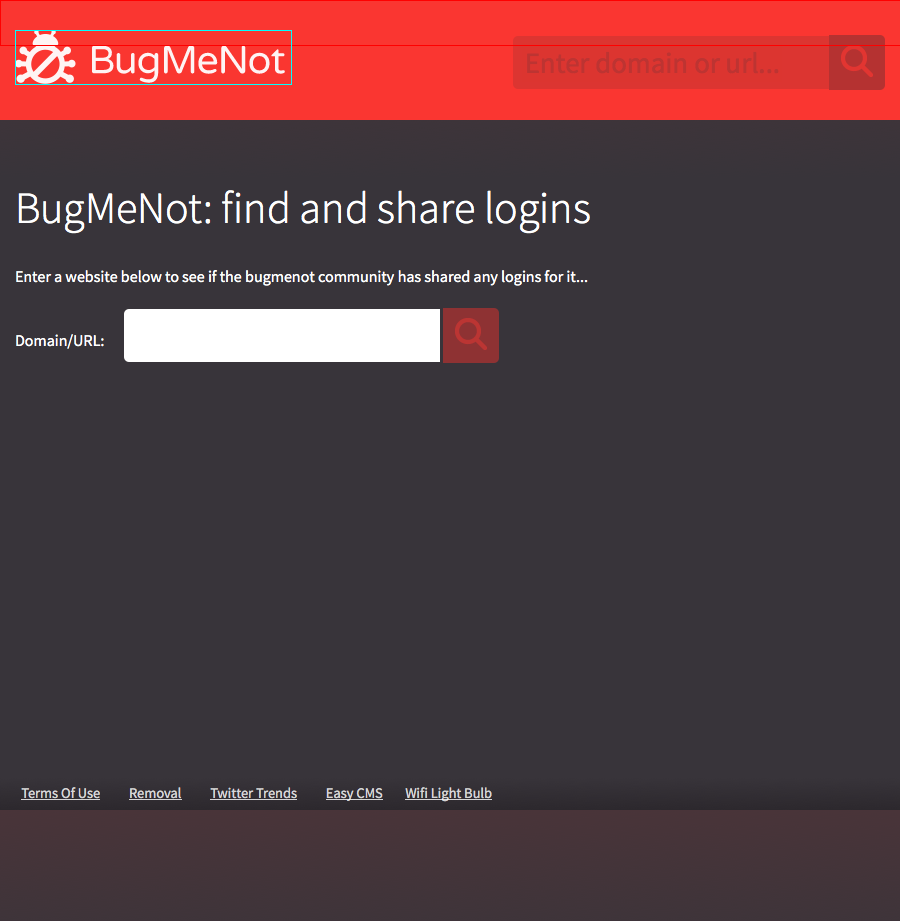 BugMeNot
Enter domain or url...
BugMeNot: find and share logins
Enter a website below to see if the bugmenot community has shared any logins for it...
Domain/URL:
Terms Of Use Removal Twitter Trends Easy CMS Wifi Light Bulb